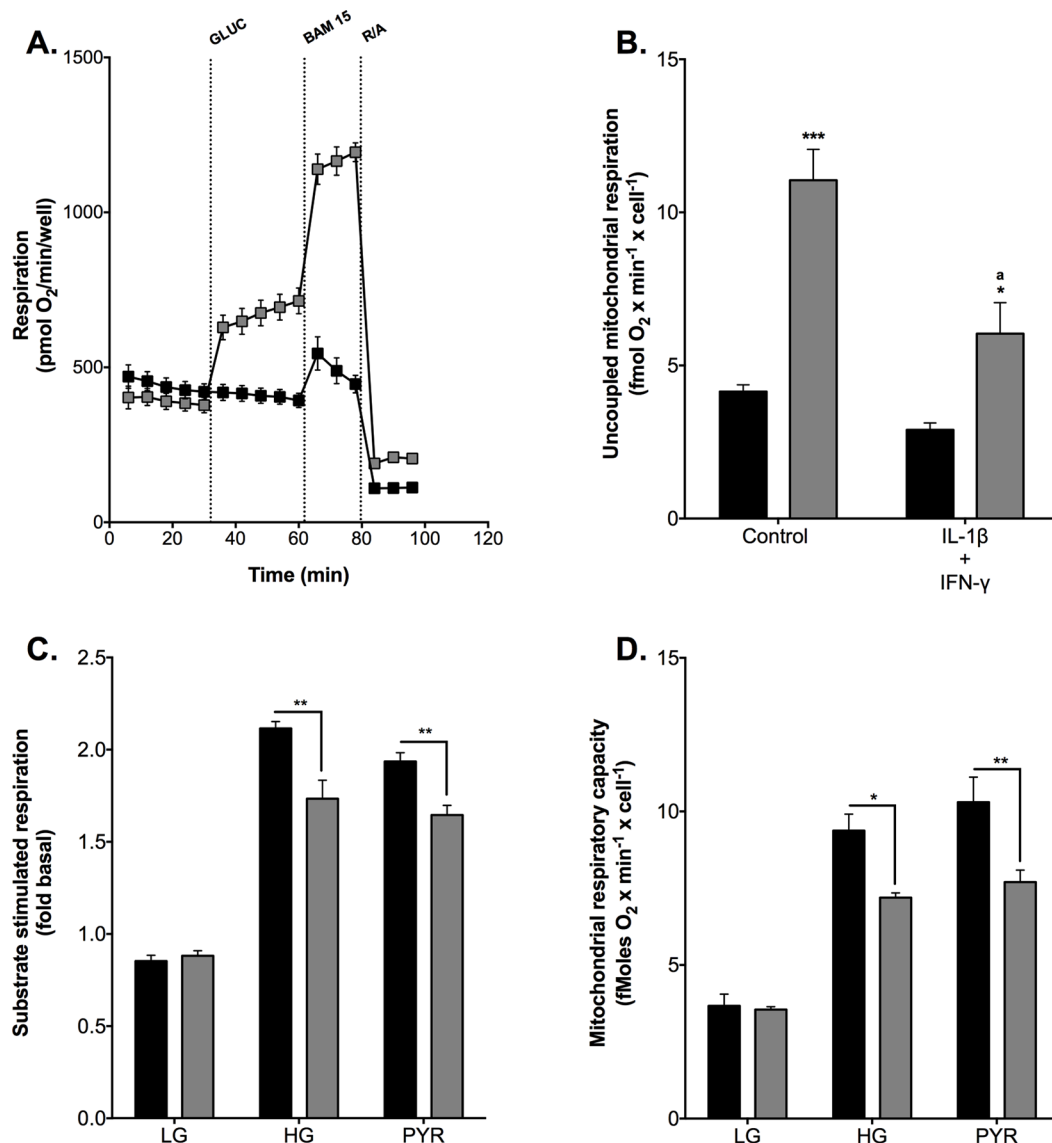 A.
GLUC
BAM 15
R/A
1500
1000
500
0
Respiration
(pmol O₂/min/well)
0 20 40 60 80 100 120
Time (min)
B.
15
10
5
0
Uncoupled mitochondrial respiration
(fmol O₂ x min⁻¹ x cell⁻¹)
***
a
*
Control
IL-1β
+
IFN-γ
C.
2.5
2.0
1.5
1.0
0.5
0.0
Substrate stimulated respiration
(fold basal)
**
**
LG HG PYR
D.
15
10
5
0
Mitochondrial respiratory capacity
(fMoles O₂ x min⁻¹ x cell⁻¹)
*
**
LG HG PYR